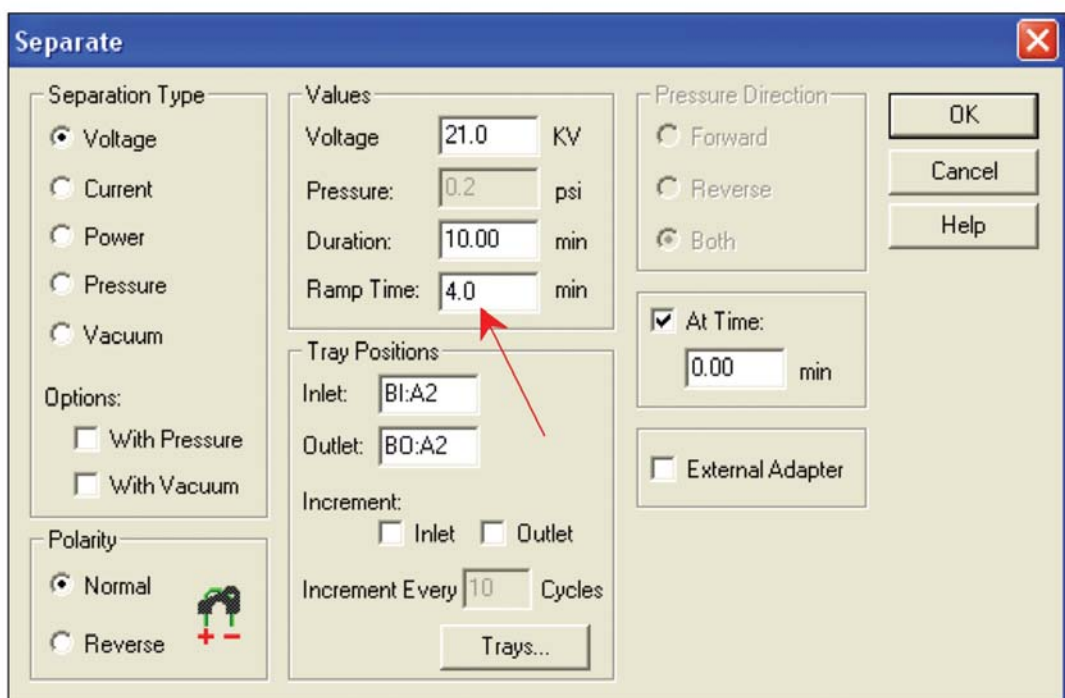 Separate
Separation Type
Voltage
Current
Power
Pressure
Vacuum
Options:
With Pressure
With Vacuum
Polarity
Normal
Reverse
+ −
Values
Voltage 21.0 KV
Pressure: 0.2 psi
Duration: 10.00 min
Ramp Time: 4.0 min
Tray Positions
Inlet: BI:A2
Outlet: BO:A2
Increment:
Inlet Outlet
Increment Every 10 Cycles
Trays...
Pressure Direction
Forward
Reverse
Both
At Time:
0.00 min
External Adapter
OK
Cancel
Help